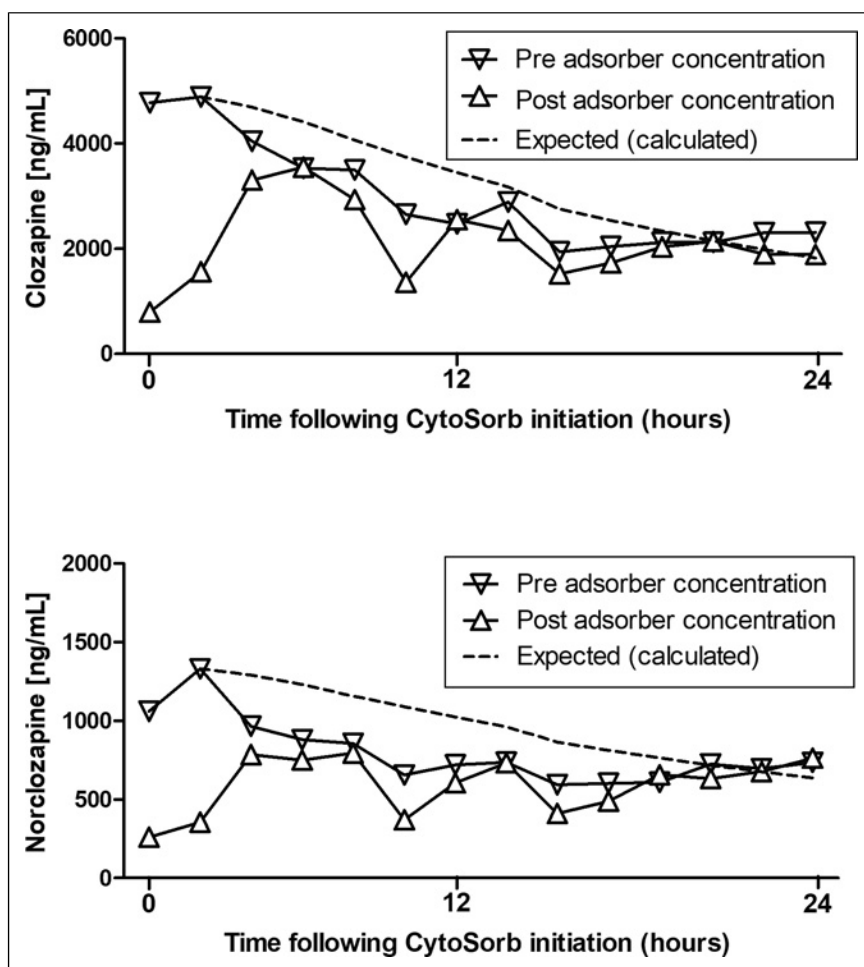 6000
4000
2000
0
Clozapine [ng/mL]
Pre adsorber concentration
Post adsorber concentration
Expected (calculated)
0 12 24
Time following CytoSorb initiation (hours)
2000
1500
1000
500
0
Norclozapine [ng/mL]
Pre adsorber concentration
Post adsorber concentration
Expected (calculated)
0 12 24
Time following CytoSorb initiation (hours)